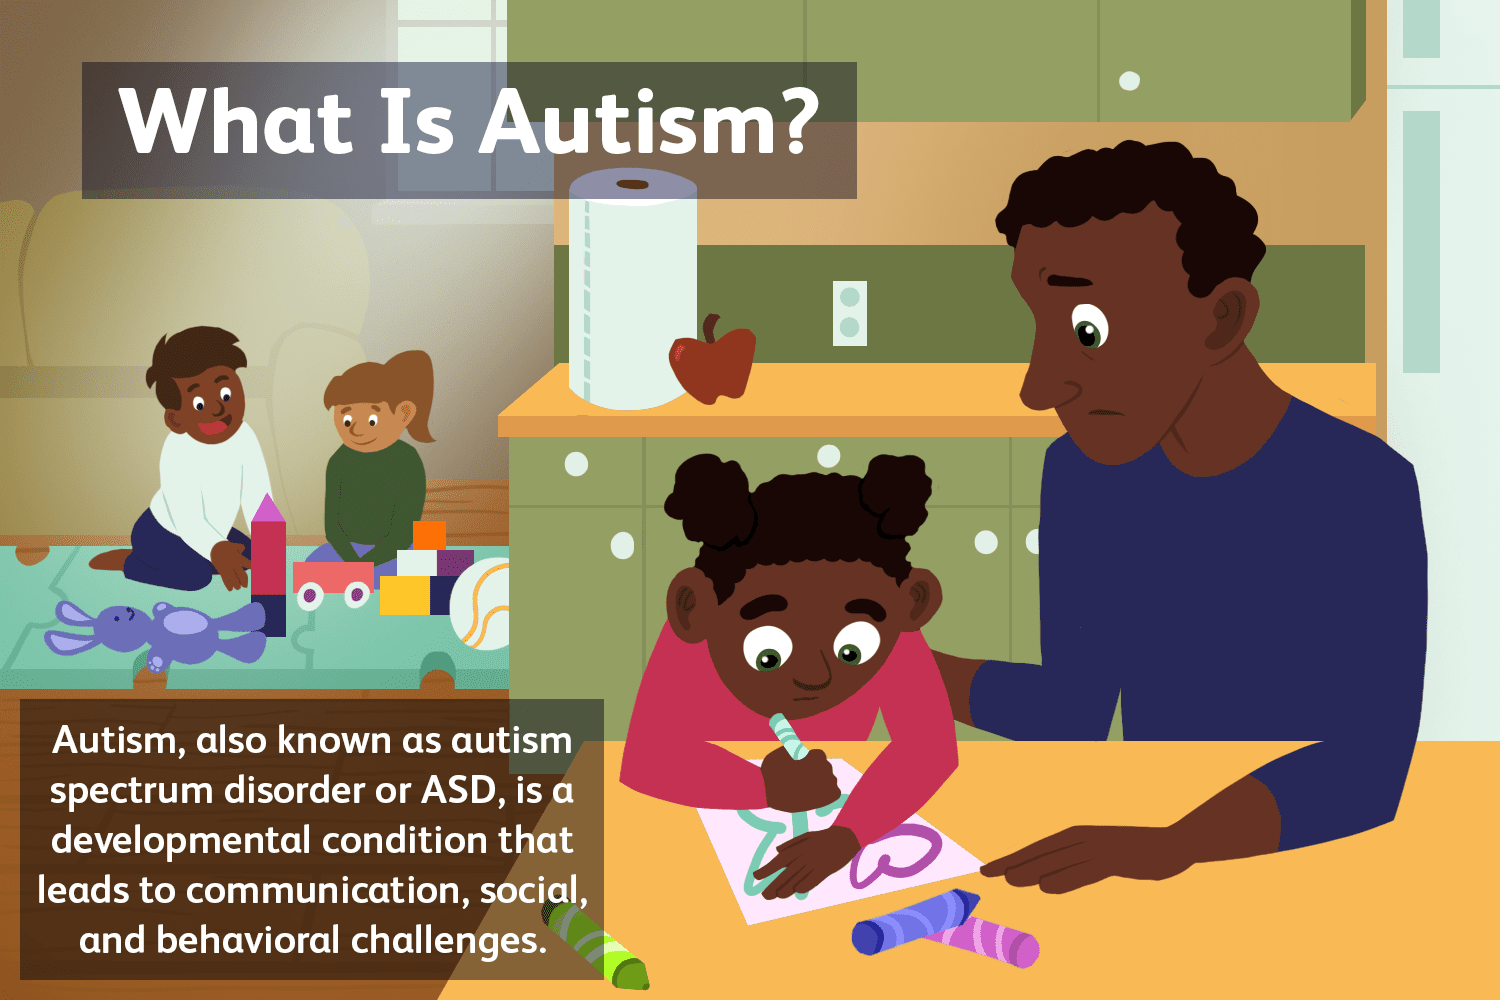 What Is Autism?
Autism, also known as autism
spectrum disorder or ASD, is a
developmental condition that
leads to communication, social,
and behavioral challenges.